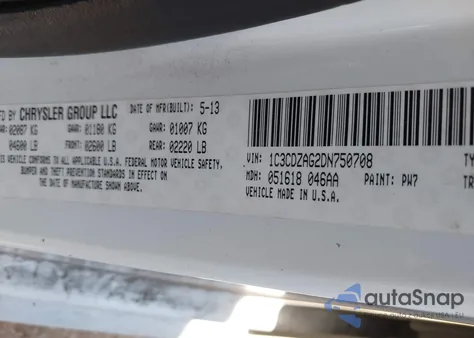 MFD BY CHRYSLER GROUP LLC DATE OF MFR(BUILT): 5-13
02087 KG GAWR: 01180 KG GAWR: 01007 KG
04600 LB FRONT: 02600 LB REAR: 02220 LB
THIS VEHICLE CONFORMS TO ALL APPLICABLE U.S.A. FEDERAL MOTOR VEHICLE SAFETY,
BUMPER AND THEFT PREVENTION STANDARDS IN EFFECT ON THE
DATE OF MANUFACTURE SHOWN ABOVE.
VIN: 1C3CDZAG2DN750708
MDH: 051618 046AA PAINT: PW7
VEHICLE MADE IN U.S.A.
autoSnap